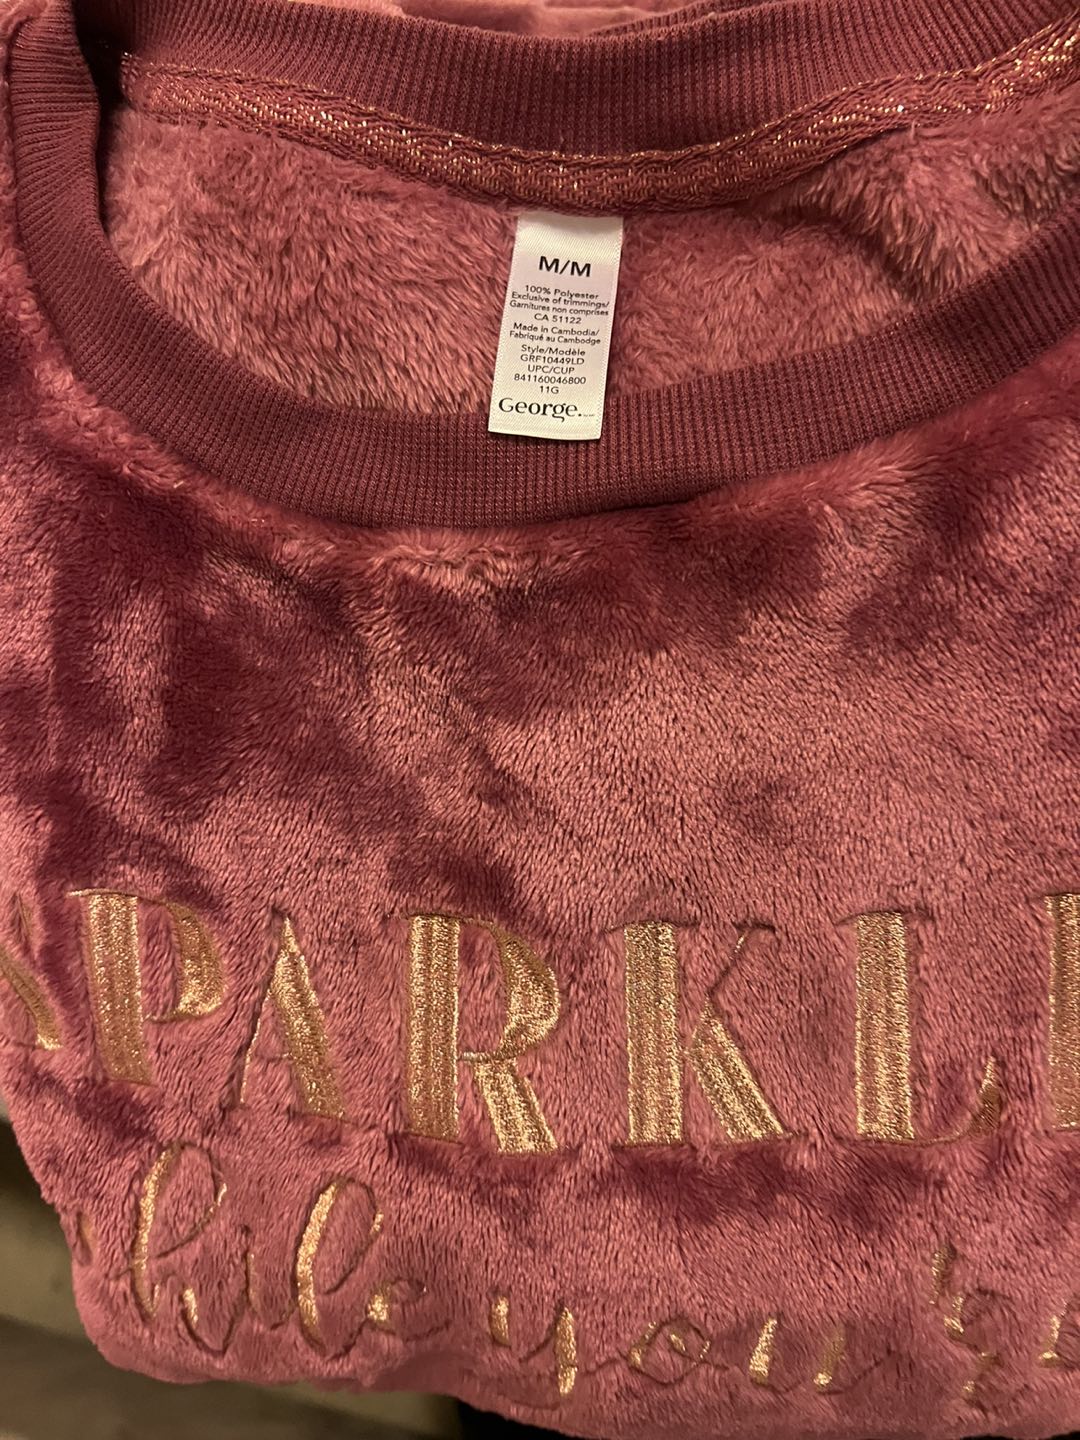 M/M
100% Polyester
Exclusive of trimmings/
Garnitures non comprises
CA 51122
Made in Cambodia/
Fabriqué au Cambodge
Style/Modèle
GRF10449LD
UPC/CUP
841160046800
11G
George.
SPARKLE
while you